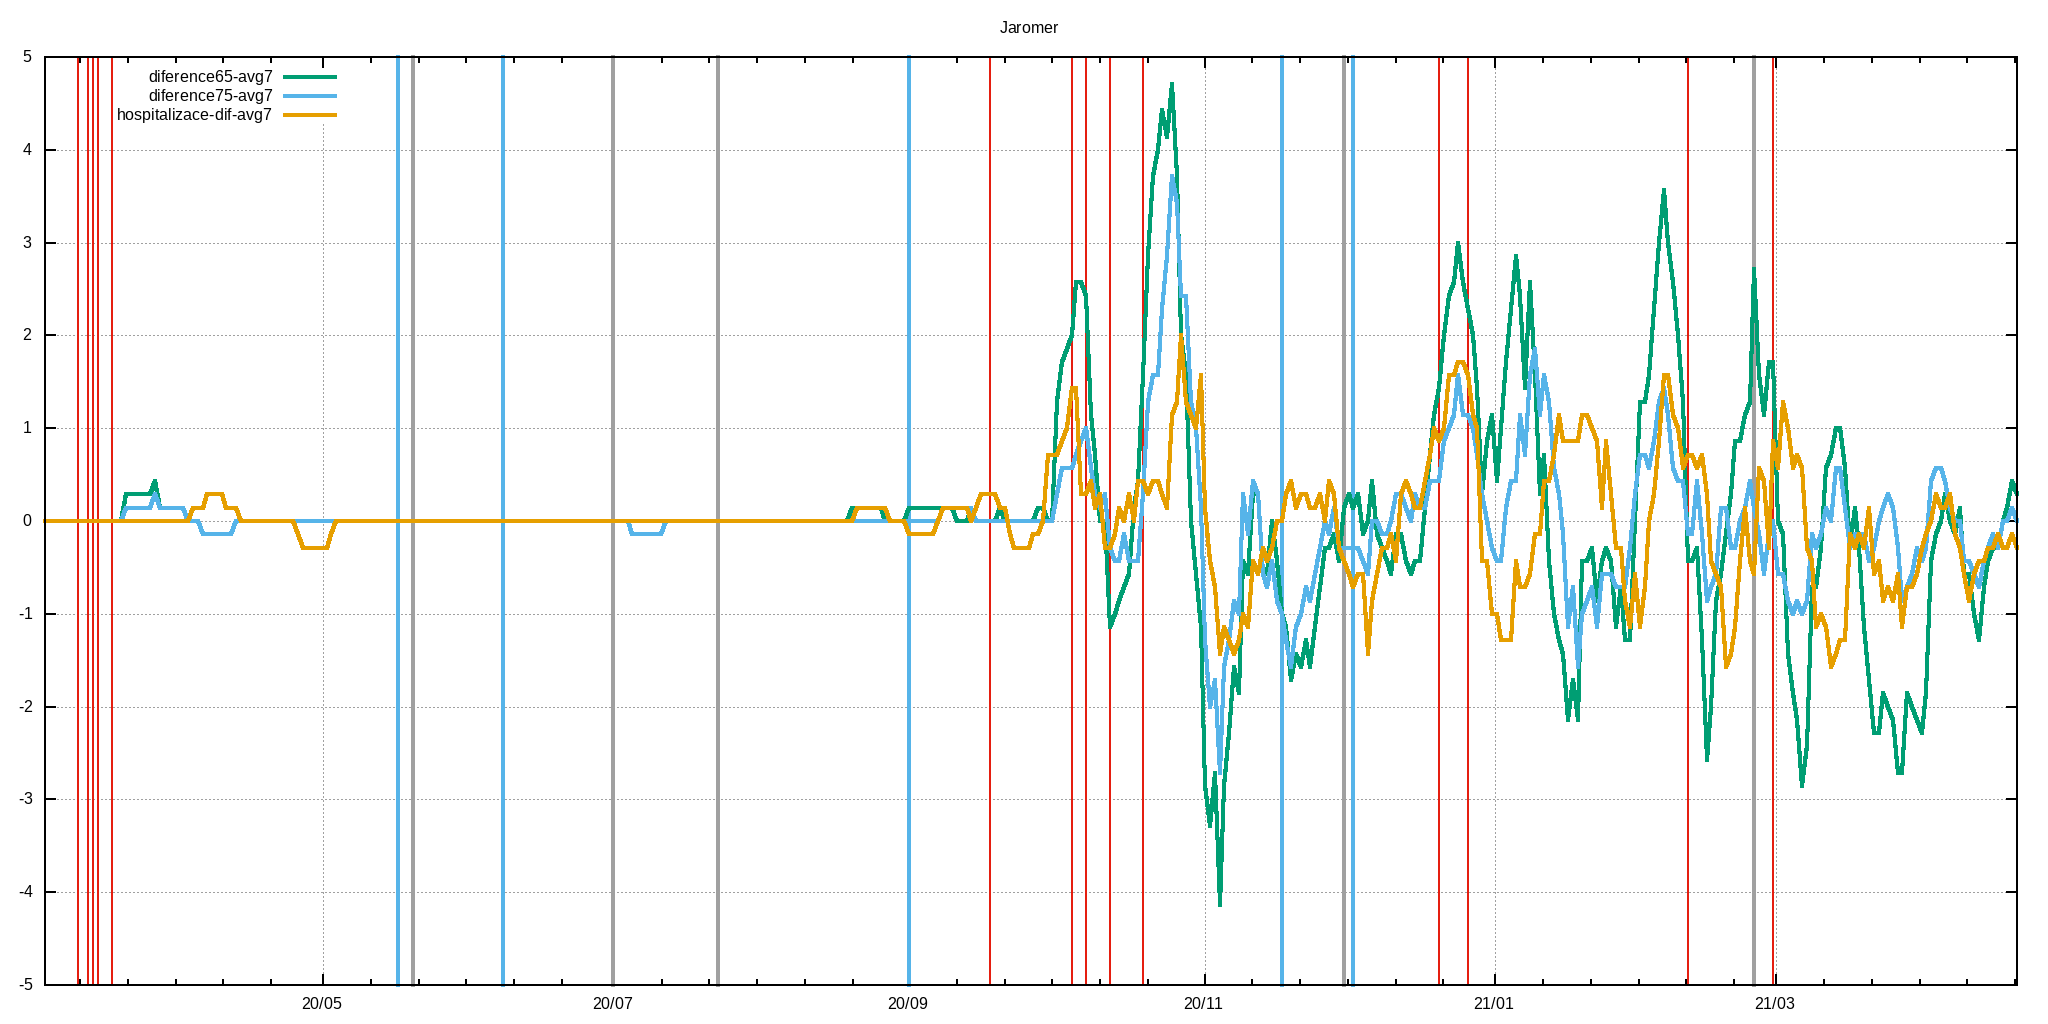 Jaromer
diference65-avg7
diference75-avg7
hospitalizace-dif-avg7
5
4
3
2
1
0
-1
-2
-3
-4
-5
20/05 20/07 20/09 20/11 21/01 21/03